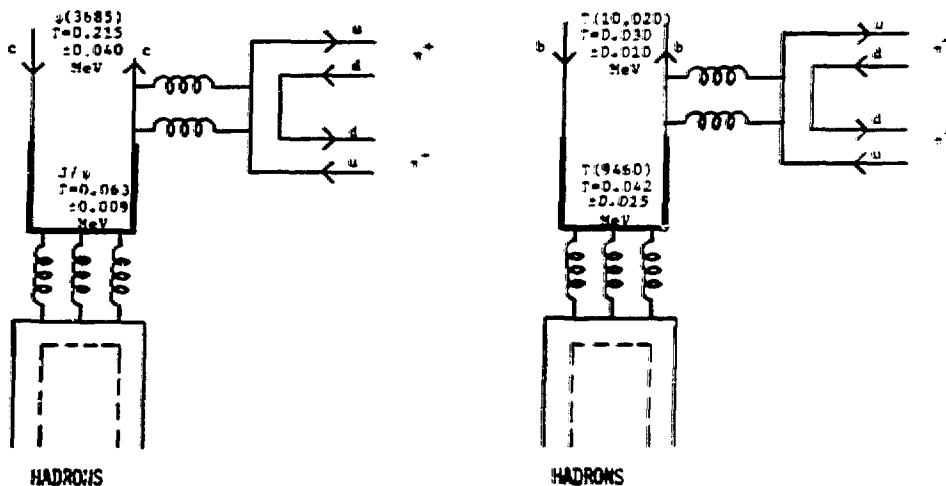 ψ(3685)
Γ=0.215
±0.040
MeV
c
c
u
d
π⁺
d
u
π⁻
J/ψ
Γ=0.063
±0.009
MeV
HADRONS
T(10,020)
Γ=0.030
±0.010
MeV
b
b
u
d
d
u
T(9460)
Γ=0.042
±0.015
MeV
HADRONS